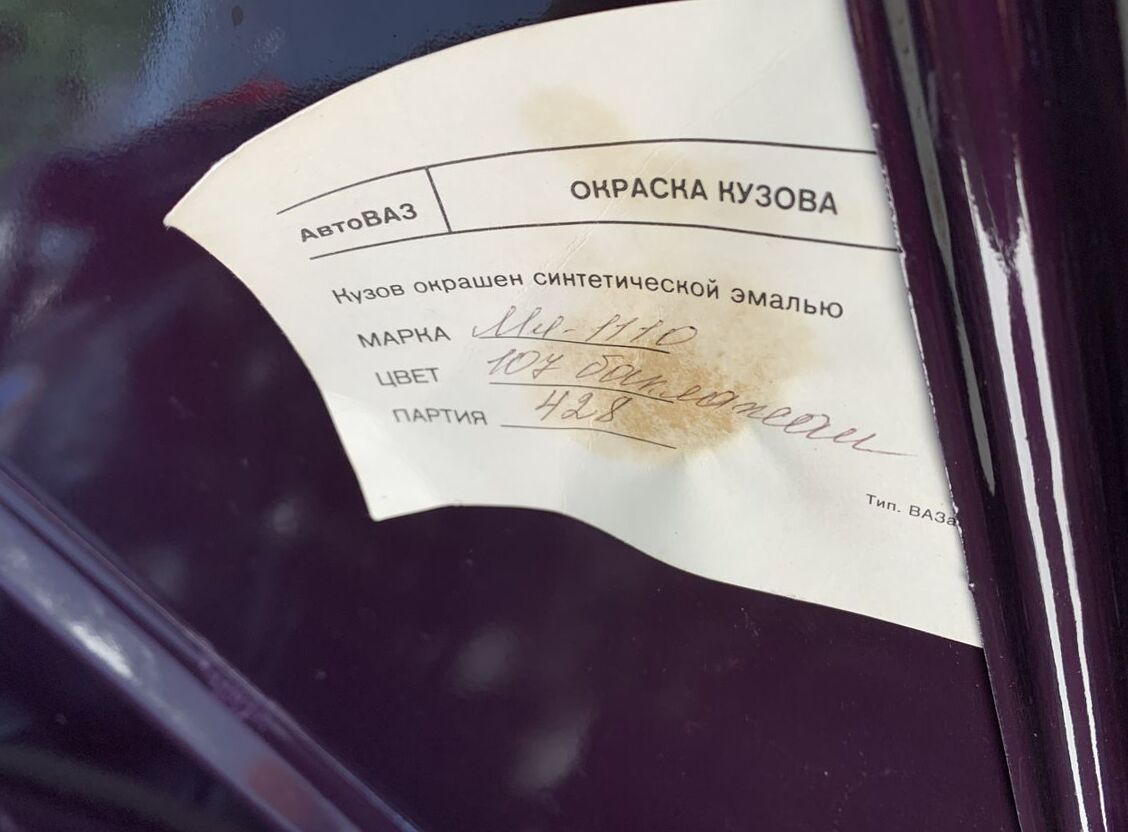 АвтоВАЗ
ОКРАСКА КУЗОВА
Кузов окрашен синтетической эмалью
МАРКА Мл-1110
ЦВЕТ 107 баклажан
ПАРТИЯ 428
Тип. ВАЗа